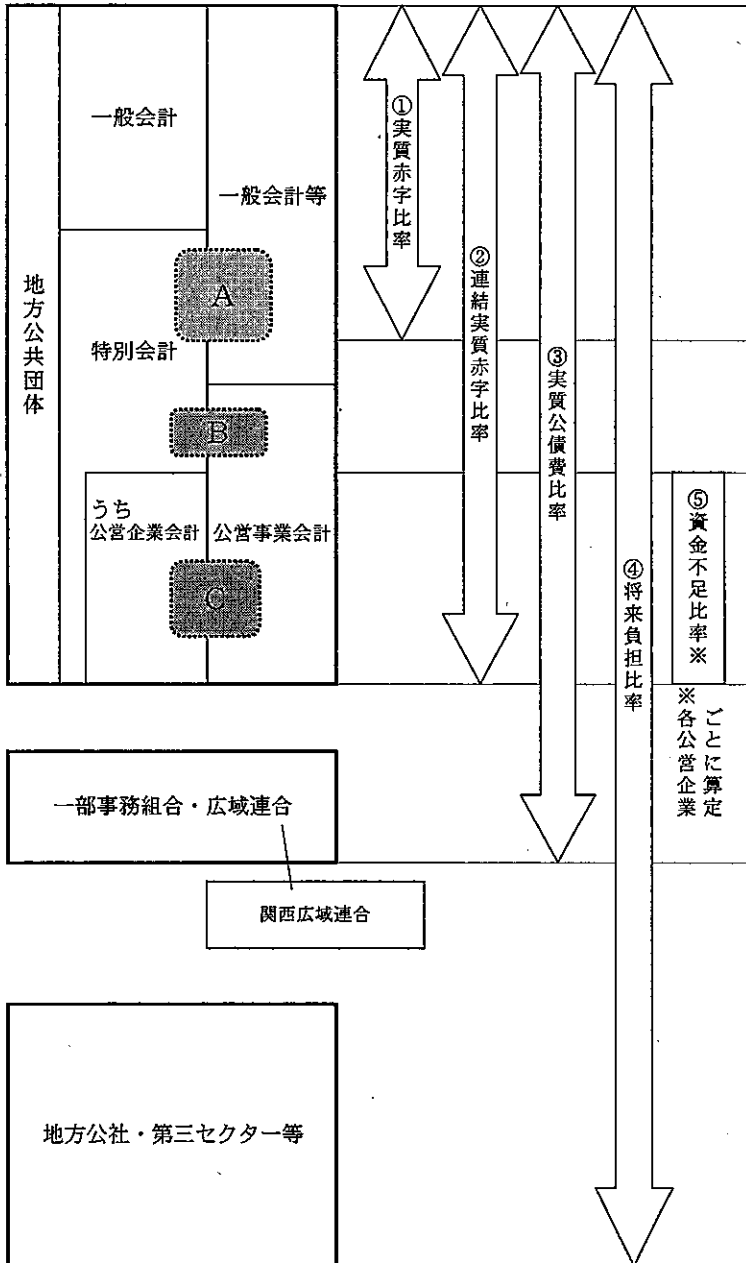 地方公共団体
一般会計
一般会計等
特別会計
A
B
うち
公営企業会計
公営事業会計
C
①実質赤字比率
②連結実質赤字比率
③実質公債費比率
④将来負担比率
⑤資金不足比率※
※各公営企業
ごとに算定
一部事務組合・広域連合
関西広域連合
地方公社・第三セクター等